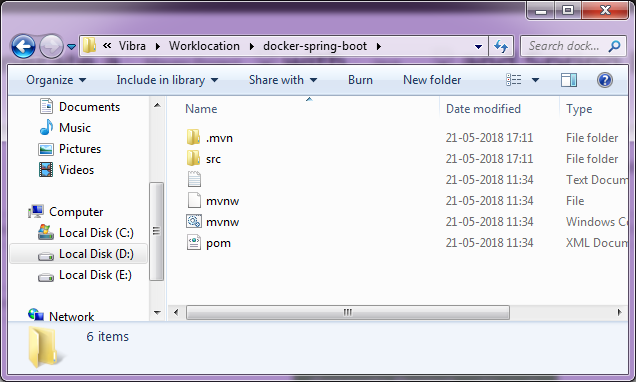 « Vibra ▸ Worklocation ▸ docker-spring-boot ▸
Search dock...
Organize Include in library Share with Burn New folder
Documents
Music
Pictures
Videos
Computer
Local Disk (C:)
Local Disk (D:)
Local Disk (E:)
Network
Name Date modified Type
.mvn 21-05-2018 17:11 File folder
src 21-05-2018 17:11 File folder
21-05-2018 11:34 Text Docum
mvnw 21-05-2018 11:34 File
mvnw 21-05-2018 11:34 Windows Co
pom 21-05-2018 11:34 XML Docum
6 items